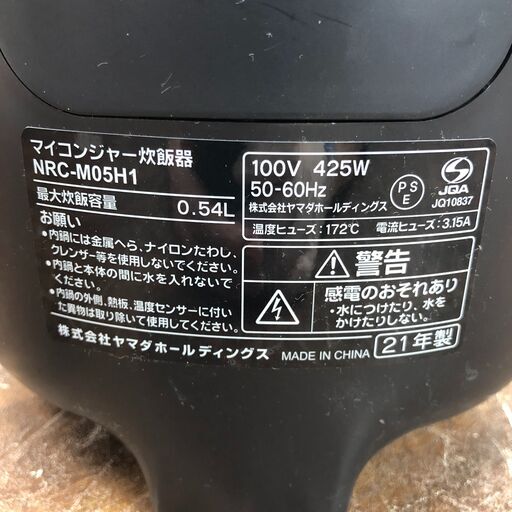 マイコンジャー炊飯器
NRC-M05H1
最大炊飯容量 0.54L
お願い
•内鍋には金属へら、ナイロンたわし、
クレンザー等を使用しないでください。
•内鍋と本体の間に水を入れないで
ください。
•内鍋の外側、熱板、温度センサーに付い
た異物は取り除いて使用してください。
100V 425W
50-60Hz
株式会社ヤマダホールディングス
PS
E
JQA
JQ10837
温度ヒューズ:172℃ 電流ヒューズ:3.15A
警告
感電のおそれあり
•水につけたり、水を
かけたりしない。
株式会社ヤマダホールディングス MADE IN CHINA 21年製